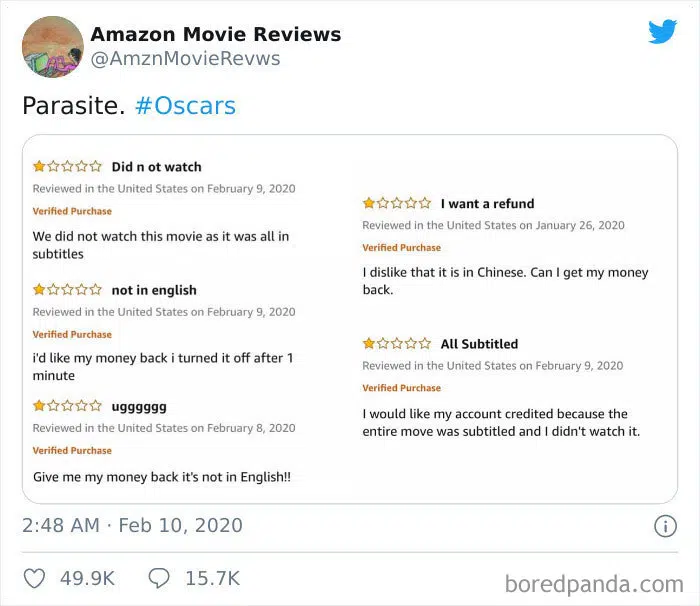 Amazon Movie Reviews
@AmznMovieRevws
Parasite. #Oscars
Did n ot watch
Reviewed in the United States on February 9, 2020
Verified Purchase
We did not watch this movie as it was all in
subtitles
not in english
Reviewed in the United States on February 9, 2020
Verified Purchase
i'd like my money back i turned it off after 1
minute
ugggggg
Reviewed in the United States on February 8, 2020
Verified Purchase
Give me my money back it's not in English!!
I want a refund
Reviewed in the United States on January 26, 2020
Verified Purchase
I dislike that it is in Chinese. Can I get my money
back.
All Subtitled
Reviewed in the United States on February 9, 2020
Verified Purchase
I would like my account credited because the
entire move was subtitled and I didn't watch it.
2:48 AM · Feb 10, 2020
49.9K 15.7K
boredpanda.com